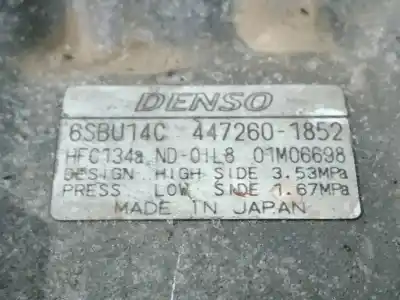 DENSO
6SBU14C 447260-1852
HFC134a ND-OIL8 01M06698
DESIGN HIGH SIDE 3.53MPa
PRESS LOW SIDE 1.67MPa
MADE IN JAPAN